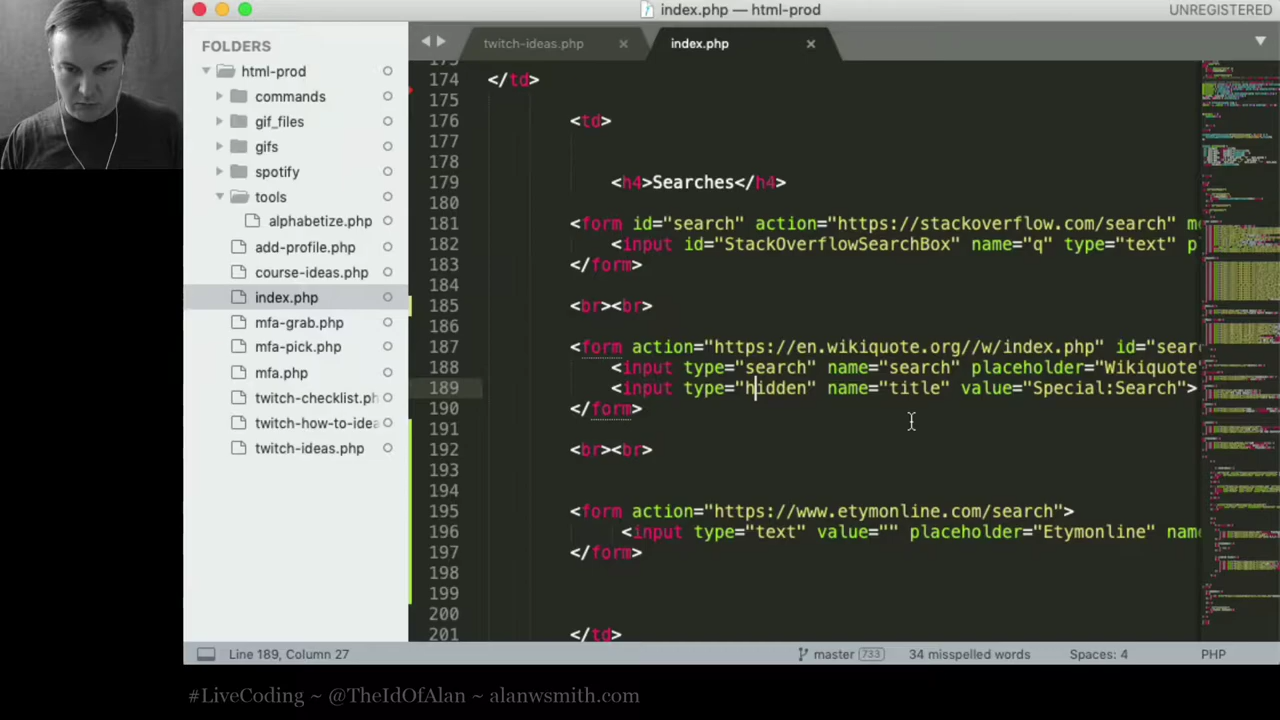 index.php — html-prod
UNREGISTERED
FOLDERS
html-prod
commands
gif_files
gifs
spotify
tools
alphabetize.php
add-profile.php
course-ideas.php
index.php
mfa-grab.php
mfa-pick.php
mfa.php
twitch-checklist.ph
twitch-how-to-idea
twitch-ideas.php
twitch-ideas.php
index.php
174 </td>
175
176 <td>
177
178
179 <h4>Searches</h4>
180
181 <form id="search" action="https://stackoverflow.com/search" me
182 <input id="StackOverflowSearchBox" name="q" type="text" p
183 </form>
184
185 <br><br>
186
187 <form action="https://en.wikiquote.org//w/index.php" id="sear
188 <input type="search" name="search" placeholder="Wikiquote"
189 <input type="hidden" name="title" value="Special:Search">
190 </form>
191
192 <br><br>
193
194
195 <form action="https://www.etymonline.com/search">
196 <input type="text" value="" placeholder="Etymonline" name
197 </form>
198
199
200
201 </td>
Line 189, Column 27
master 733
34 misspelled words
Spaces: 4
PHP
#LiveCoding ~ @TheIdOfAlan ~ alanwsmith.com